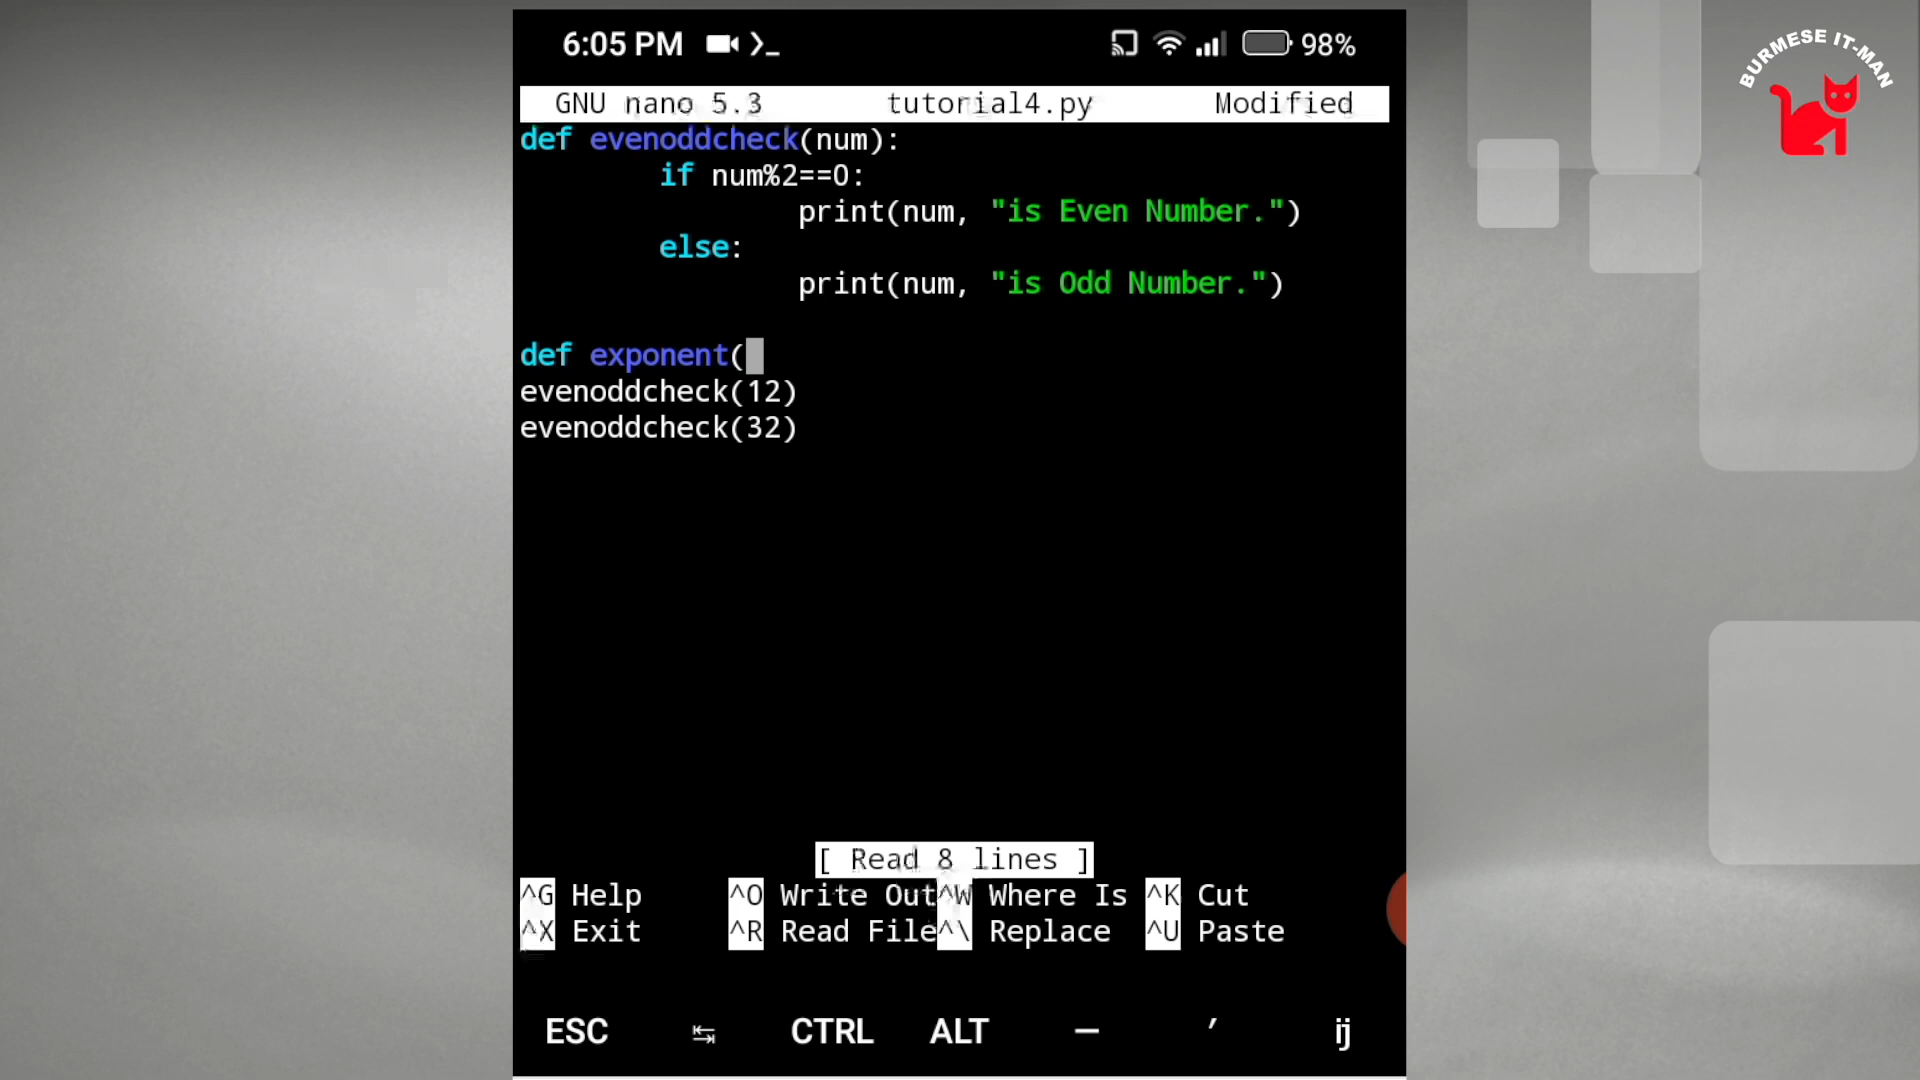 6:05 PM 98%
BURMESE IT-MAN
GNU nano 5.3 tutorial4.py Modified
def evenoddcheck(num):
if num%2==0:
print(num, "is Even Number.")
else:
print(num, "is Odd Number.")
def exponent(
evenoddcheck(12)
evenoddcheck(32)
[ Read 8 lines ]
^G Help ^O Write Out ^W Where Is ^K Cut
^X Exit ^R Read File ^\ Replace ^U Paste
ESC ↹ CTRL ALT — ′ ij